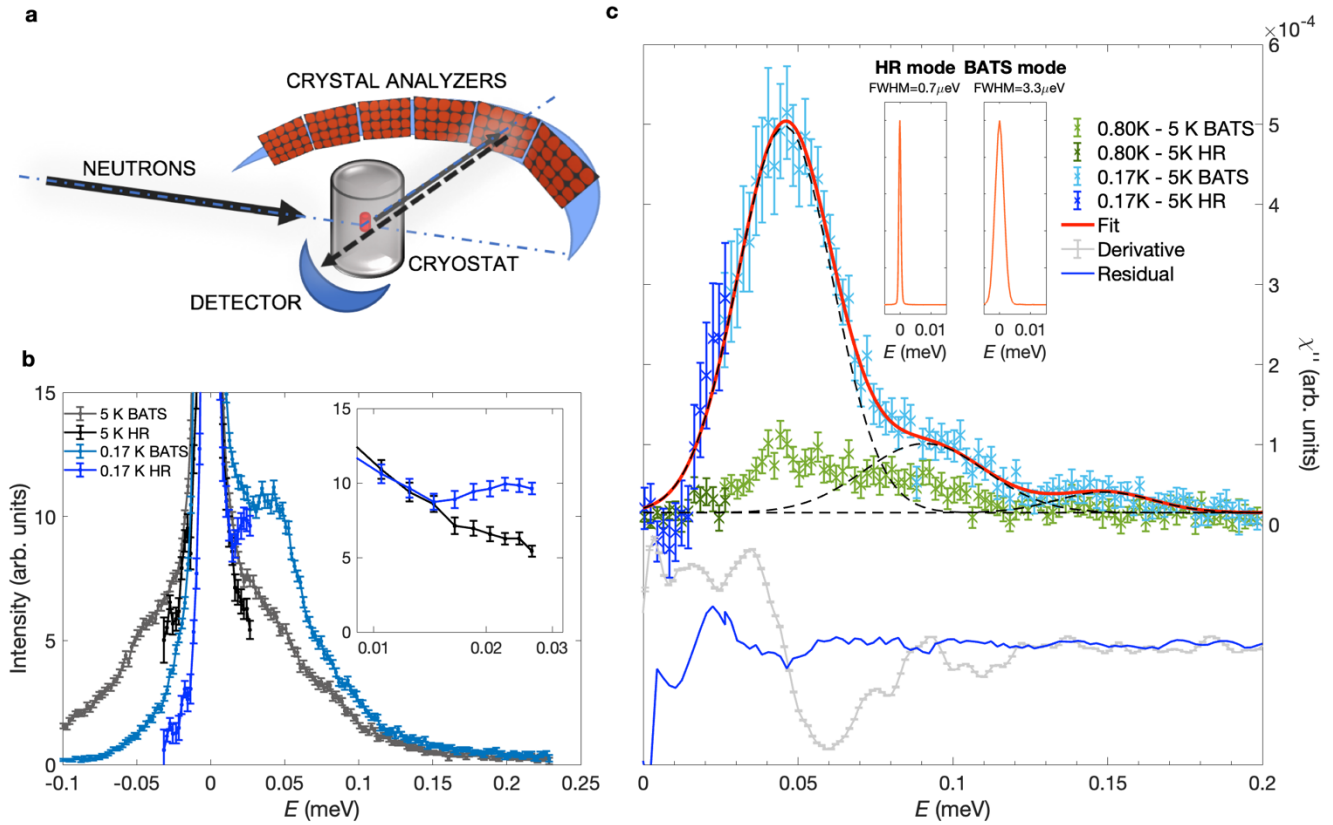 a
CRYSTAL ANALYZERS
NEUTRONS
CRYOSTAT
DETECTOR
b
15
10
5
0
Intensity (arb. units)
-0.1 -0.05 0 0.05 0.1 0.15 0.2 0.25
E (meV)
5 K BATS
5 K HR
0.17 K BATS
0.17 K HR
15
10
5
0
0.01 0.02 0.03
c
×10⁻⁴
6
5
4
3
2
1
0
χ'' (arb. units)
HR mode
FWHM=0.7μeV
0 0.01
E (meV)
BATS mode
FWHM=3.3μeV
0 0.01
E (meV)
0.80K - 5 K BATS
0.80K - 5K HR
0.17K - 5K BATS
0.17K - 5K HR
Fit
Derivative
Residual
0 0.05 0.1 0.15 0.2
E (meV)